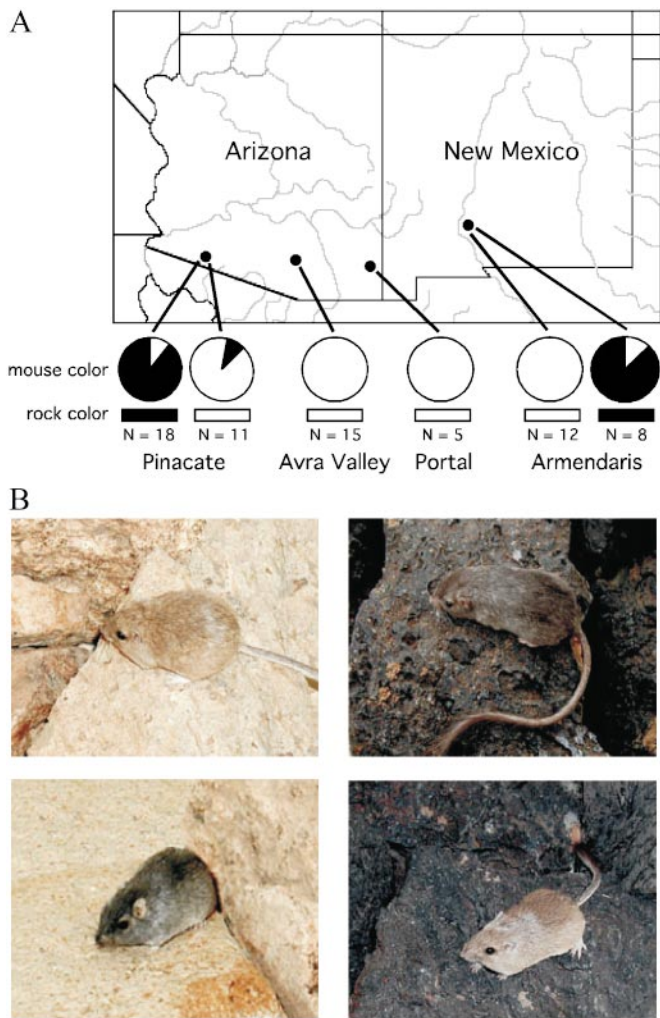 A
Arizona
New Mexico
mouse color
rock color
N = 18
N = 11
N = 15
N = 5
N = 12
N = 8
Pinacate
Avra Valley
Portal
Armendaris
B